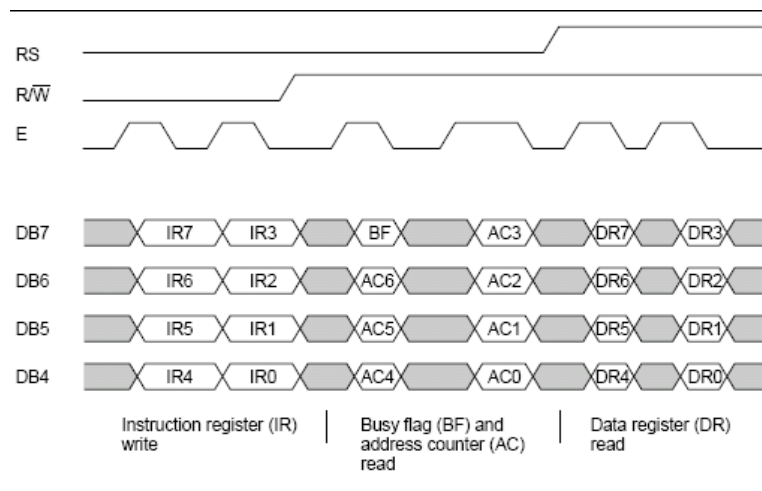 RS
R/W̅
E
DB7 IR7 IR3 BF AC3 DR7 DR3
DB6 IR6 IR2 AC6 AC2 DR6 DR2
DB5 IR5 IR1 AC5 AC1 DR5 DR1
DB4 IR4 IR0 AC4 AC0 DR4 DR0
Instruction register (IR) write
Busy flag (BF) and address counter (AC) read
Data register (DR) read